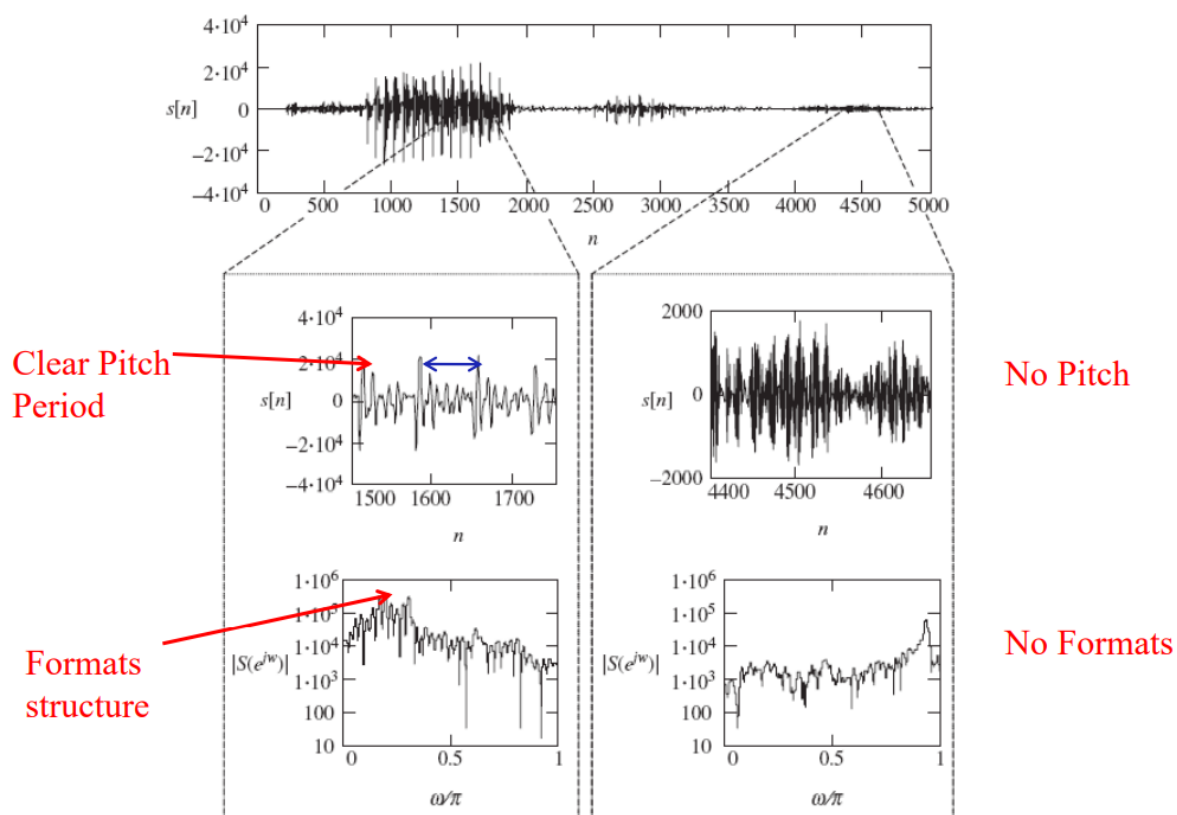 4·10⁴
2·10⁴
s[n]
0
−2·10⁴
−4·10⁴
0 500 1000 1500 2000 2500 3000 3500 4000 4500 5000
n
Clear Pitch
Period
4·10⁴
2·10⁴
s[n]
0
−2·10⁴
−4·10⁴
1500 1600 1700
n
2000
s[n]
0
−2000
4400 4500 4600
n
No Pitch
Formats
structure
1·10⁶
1·10⁵
1·10⁴
|S(e^{jw})|
1·10³
100
10
0 0.5 1
ω/π
1·10⁶
1·10⁵
1·10⁴
|S(e^{jw})|
1·10³
100
10
0 0.5 1
ω/π
No Formats